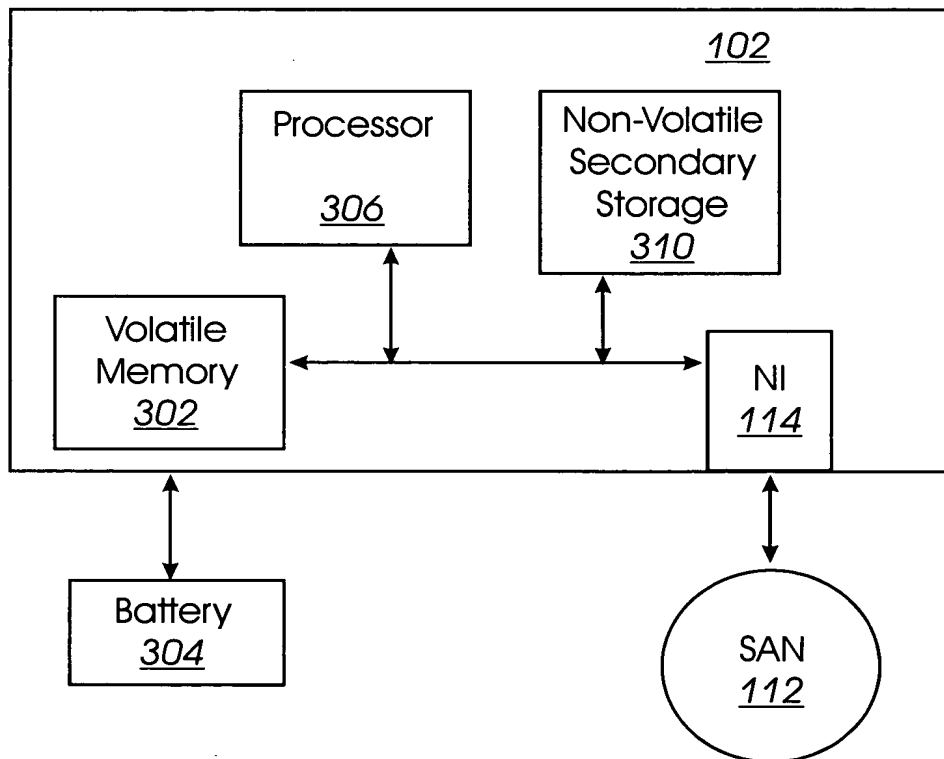 102
Processor
306
Non-Volatile
Secondary
Storage
310
Volatile
Memory
302
NI
114
Battery
304
SAN
112